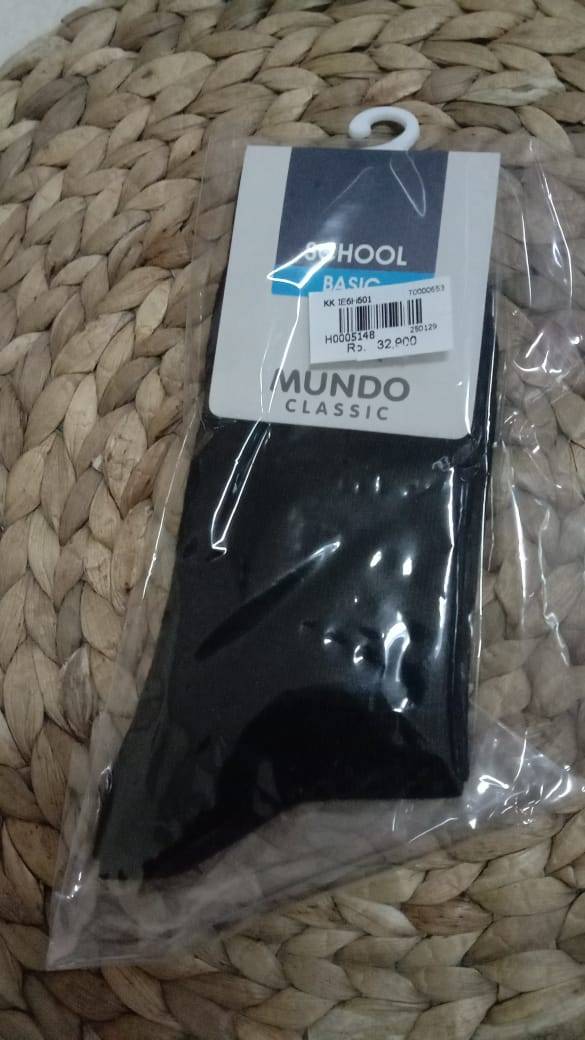 SCHOOL
BASIC
KK IE6H601 T0000653
H0005148 250129
Rp. 32,900
MUNDO
CLASSIC